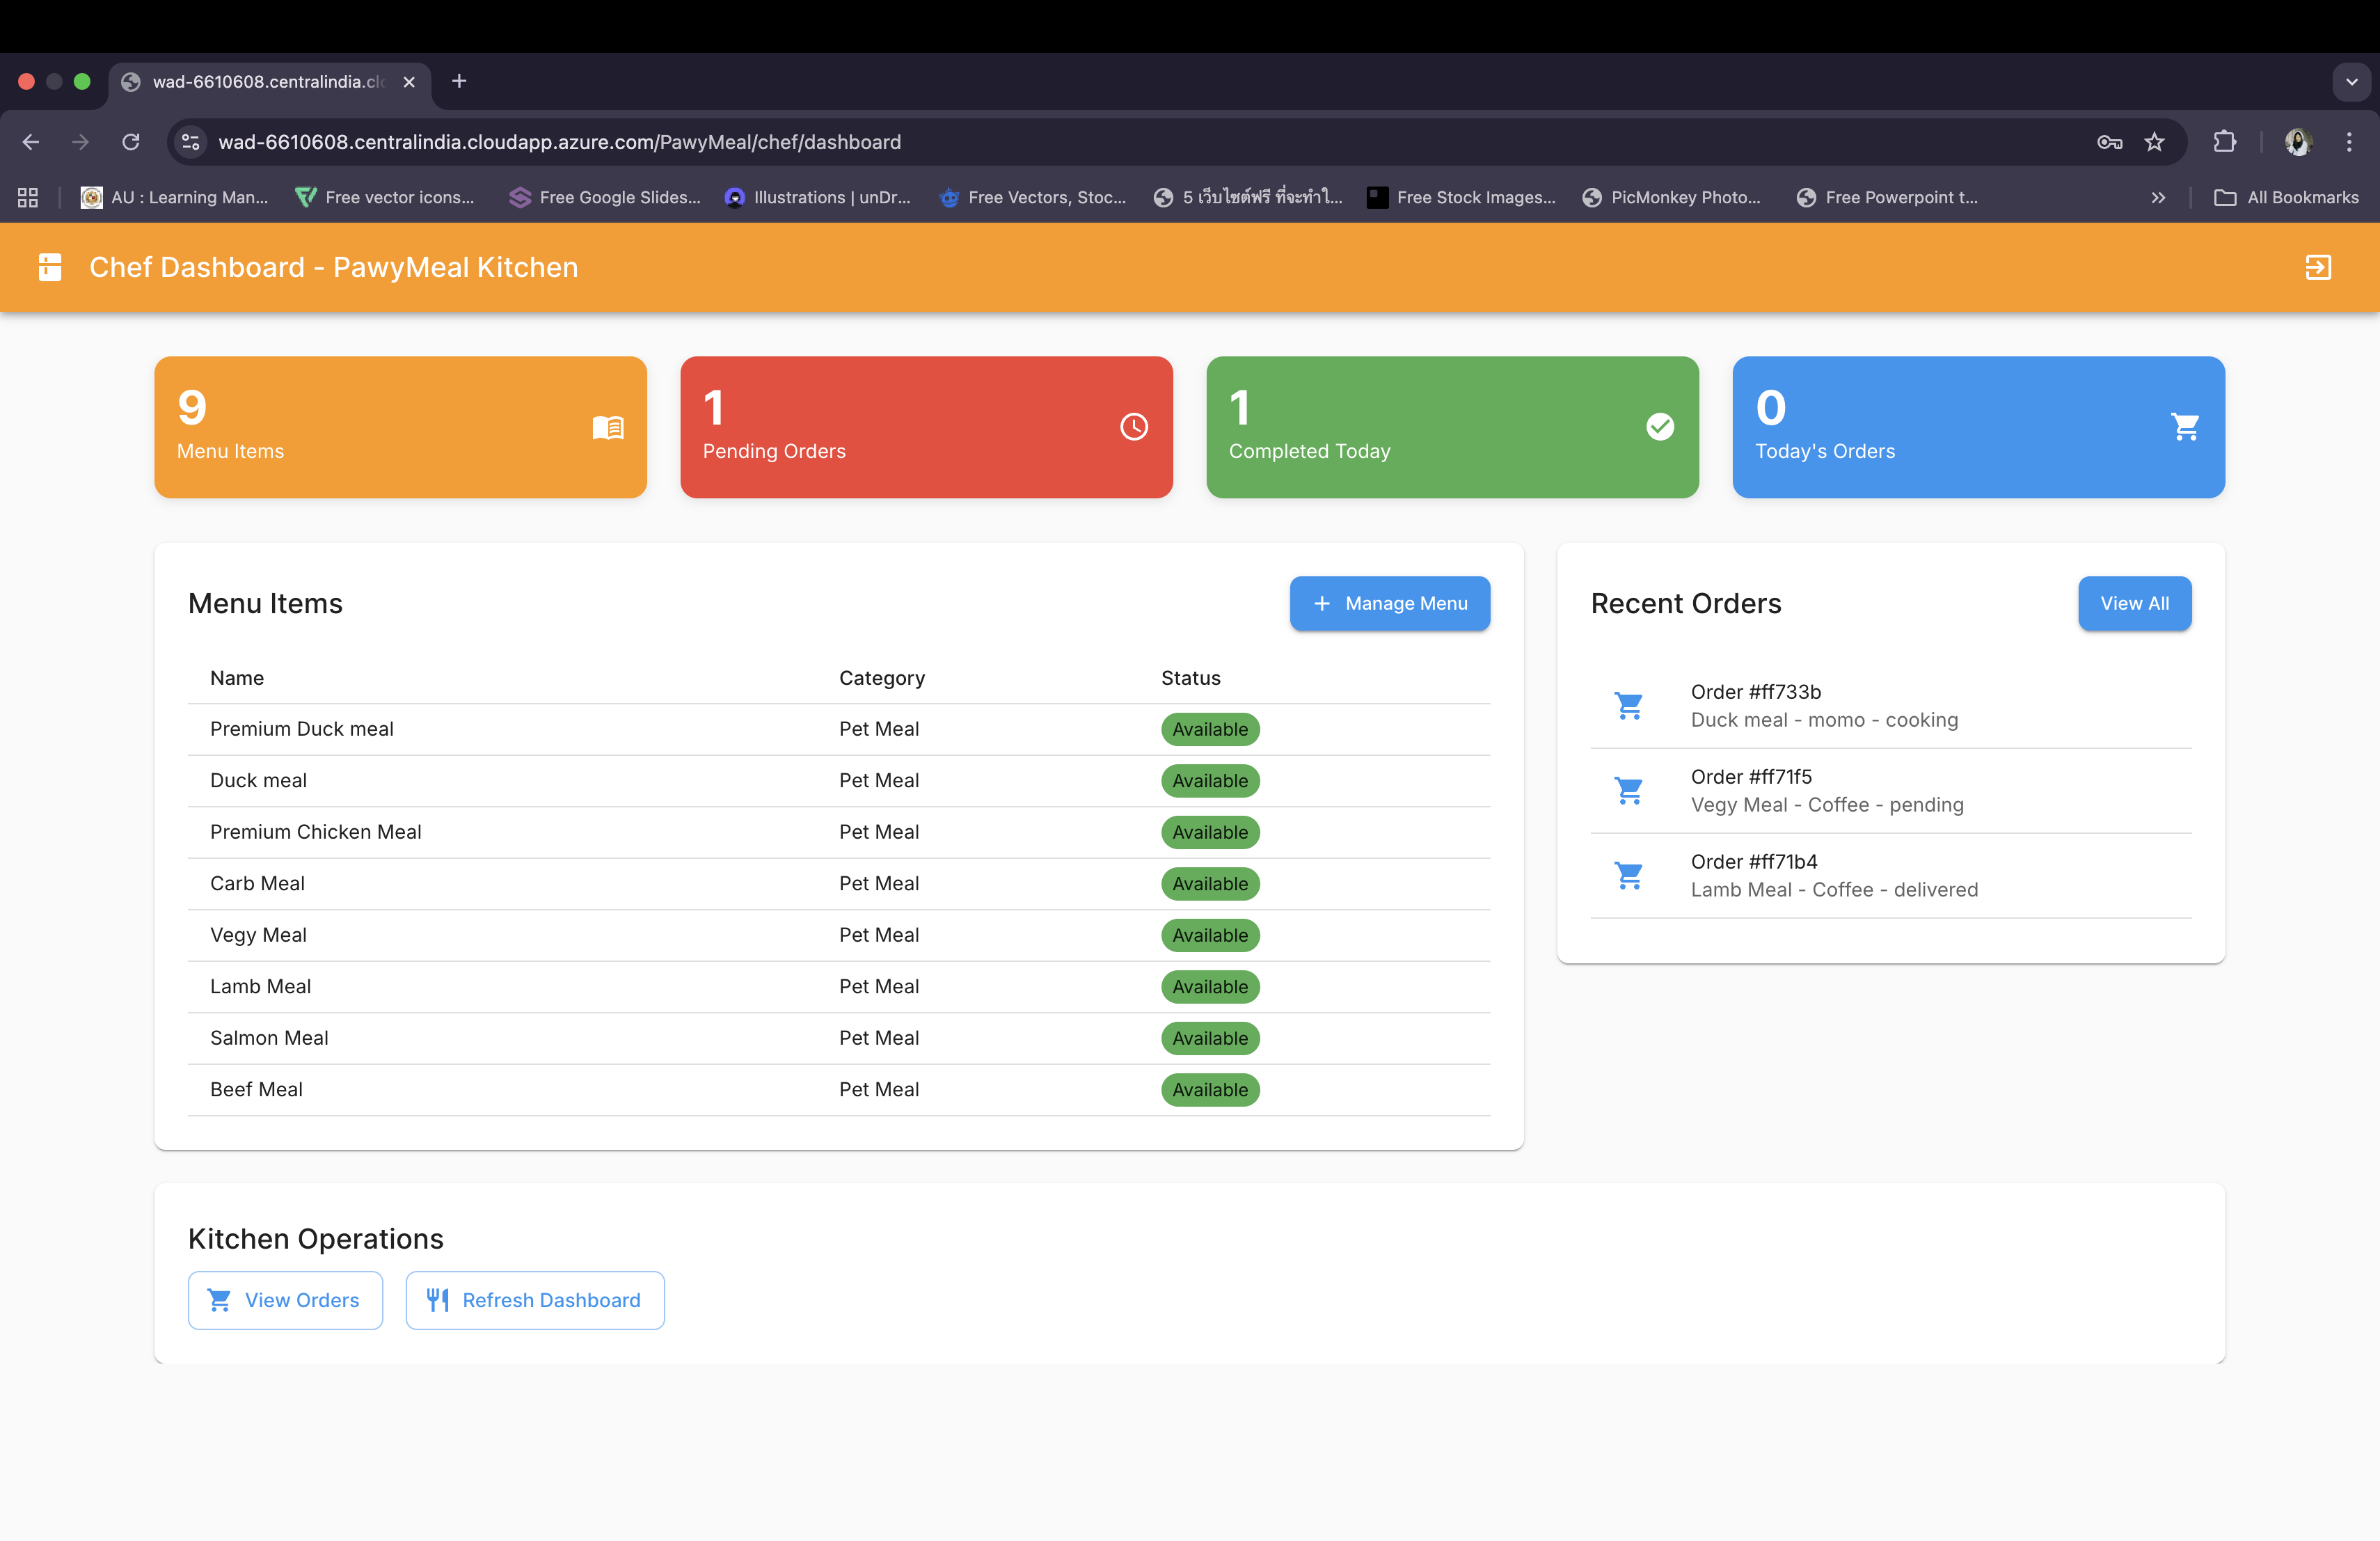 wad-6610608.centralindia.clo
wad-6610608.centralindia.cloudapp.azure.com/PawyMeal/chef/dashboard
AU : Learning Man...
Free vector icons...
Free Google Slides...
Illustrations | unDr...
Free Vectors, Stoc...
5 เว็บไซต์ฟรี ที่จะทำใ...
Free Stock Images...
PicMonkey Photo...
Free Powerpoint t...
All Bookmarks
Chef Dashboard - PawyMeal Kitchen
9
Menu Items
1
Pending Orders
1
Completed Today
0
Today's Orders
Menu Items
Manage Menu
Name Category Status
Premium Duck meal Pet Meal Available
Duck meal Pet Meal Available
Premium Chicken Meal Pet Meal Available
Carb Meal Pet Meal Available
Vegy Meal Pet Meal Available
Lamb Meal Pet Meal Available
Salmon Meal Pet Meal Available
Beef Meal Pet Meal Available
Recent Orders
View All
Order #ff733b
Duck meal - momo - cooking
Order #ff71f5
Vegy Meal - Coffee - pending
Order #ff71b4
Lamb Meal - Coffee - delivered
Kitchen Operations
View Orders
Refresh Dashboard